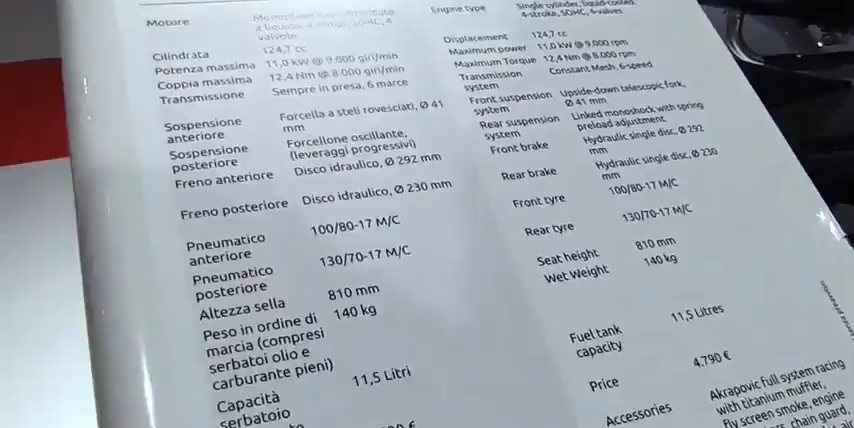 Motore
a liquido, 4 tempi, SOHC, 4
valvole
Cilindrata 124,7 cc
Potenza massima 11,0 kW @ 9.000 giri/min
Coppia massima 12,4 Nm @ 8.000 giri/min
Trasmissione Sempre in presa, 6 marce
Sospensione anteriore Forcella a steli rovesciati, Ø 41
mm
Sospensione posteriore Forcellone oscillante,
(leveraggi progressivi)
Freno anteriore Disco idraulico, Ø 292 mm
Freno posteriore Disco idraulico, Ø 230 mm
Pneumatico
anteriore 100/80-17 M/C
Pneumatico
posteriore 130/70-17 M/C
Altezza sella 810 mm
Peso in ordine di 140 kg
marcia (compresi
serbatoi olio e
carburante pieni)
Capacità 11,5 Litri
serbatoio
€
Engine type Single cylinder, liquid-cooled,
4-stroke, SOHC, 4-valves
Displacement 124,7 cc
Maximum power 11,0 kW @ 9.000 rpm
Maximum Torque 12,4 Nm @ 8.000 rpm
Transmission Constant Mesh, 6-speed
system
Front suspension Upside-down telescopic fork,
system Ø 41 mm
Rear suspension Linked monoshock with spring
system preload adjustment
Front brake Hydraulic single disc, Ø 292
mm
Rear brake Hydraulic single disc, Ø 230
mm
Front tyre 100/80-17 M/C
Rear tyre 130/70-17 M/C
Seat height 810 mm
Wet Weight 140 kg
Fuel tank 11,5 Litres
capacity
Price 4.790 €
Accessories Akrapovic full system racing
with titanium muffler,
fly screen smoke, engine
chain guard,